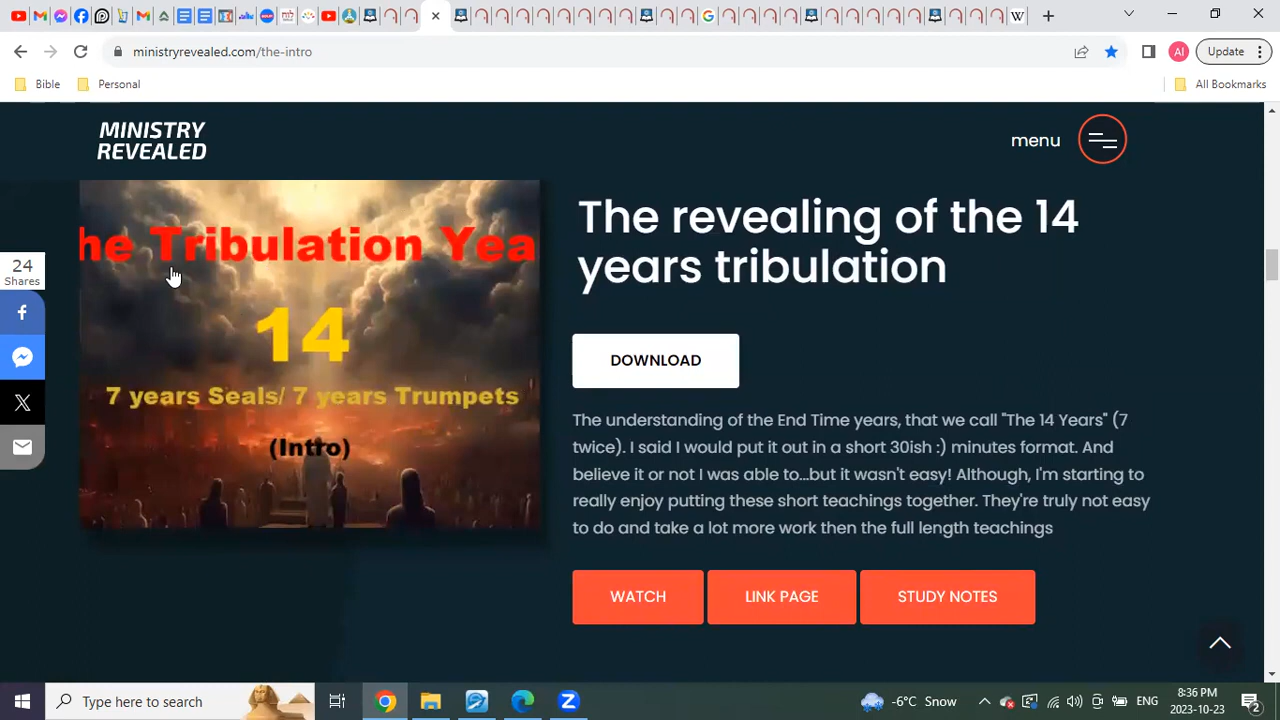 ministryrevealed.com/the-intro
Update
Bible
Personal
All Bookmarks
MINISTRY
REVEALED
menu
he Tribulation Yea
14
7 years Seals/ 7 years Trumpets
(Intro)
24
Shares
The revealing of the 14
years tribulation
DOWNLOAD
The understanding of the End Time years, that we call "The 14 Years" (7
twice). I said I would put it out in a short 30ish :) minutes format. And
believe it or not I was able to...but it wasn't easy! Although, I'm starting to
really enjoy putting these short teachings together. They're truly not easy
to do and take a lot more work then the full length teachings
WATCH
LINK PAGE
STUDY NOTES
Type here to search
-6°C Snow
ENG
8:36 PM
2023-10-23
2